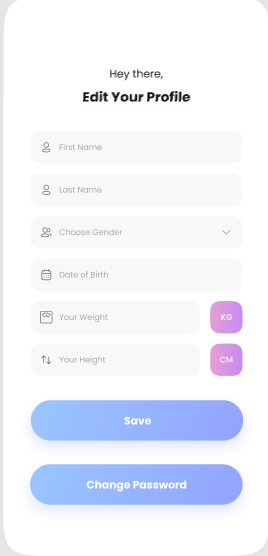 Hey there,
Edit Your Profile
First Name
Last Name
Choose Gender
Date of Birth
Your Weight
KG
Your Height
CM
Save
Change Password